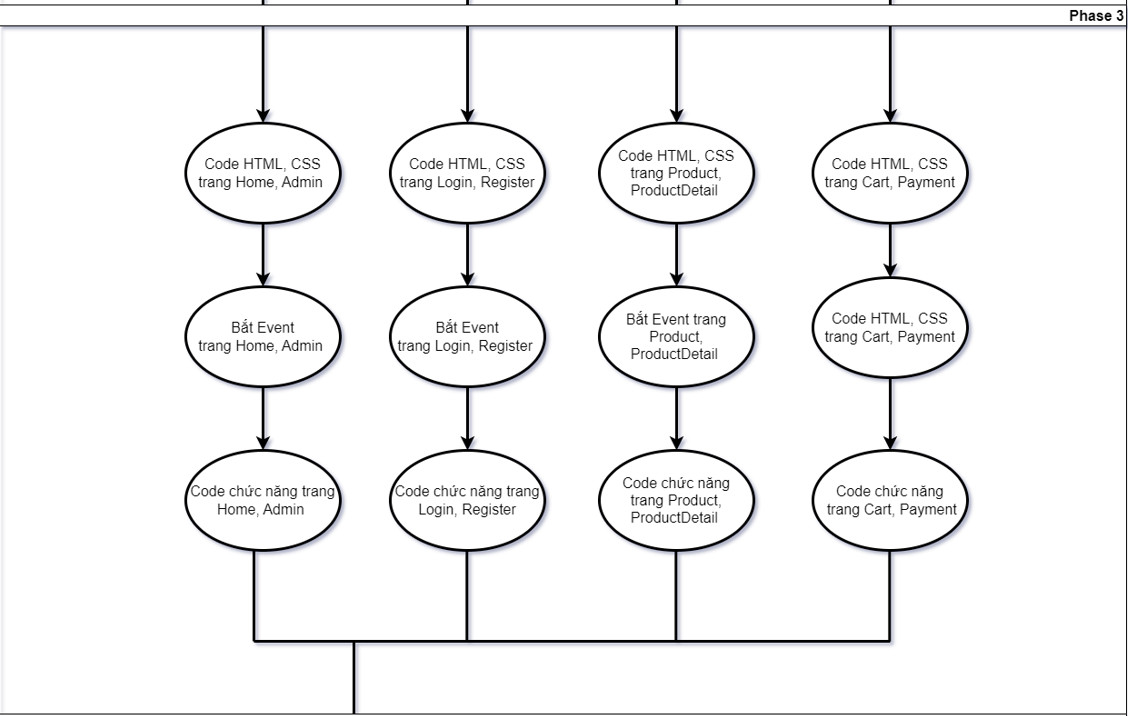 Phase 3
Code HTML, CSS
trang Home, Admin
Code HTML, CSS
trang Login, Register
Code HTML, CSS
trang Product,
ProductDetail
Code HTML, CSS
trang Cart, Payment
Bắt Event
trang Home, Admin
Bắt Event
trang Login, Register
Bắt Event trang
Product,
ProductDetail
Code HTML, CSS
trang Cart, Payment
Code chức năng trang
Home, Admin
Code chức năng trang
Login, Register
Code chức năng
trang Product,
ProductDetail
Code chức năng
trang Cart, Payment